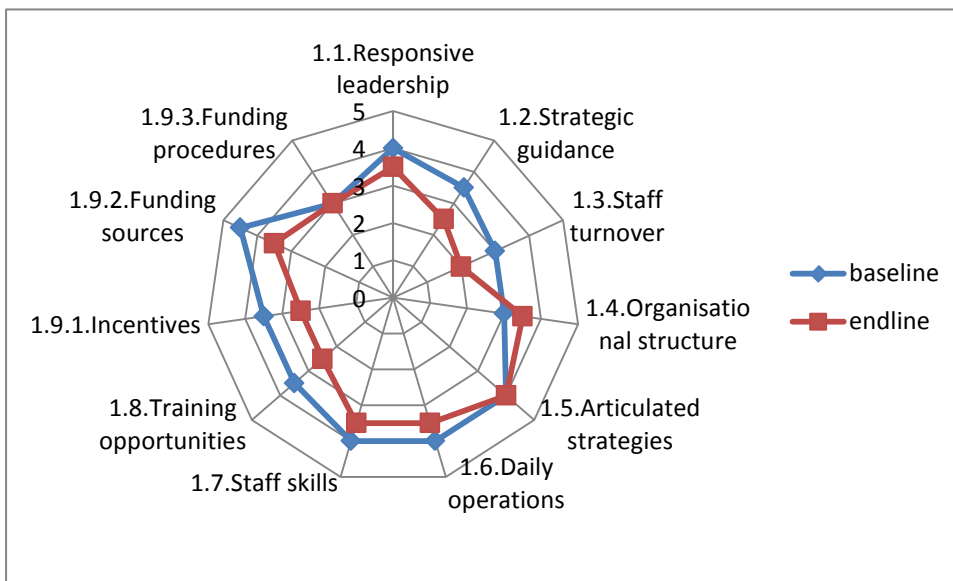 1.1.Responsive
leadership
1.2.Strategic
guidance
1.3.Staff
turnover
1.4.Organisatio
nal structure
1.5.Articulated
strategies
1.6.Daily
operations
1.7.Staff skills
1.8.Training
opportunities
1.9.1.Incentives
1.9.2.Funding
sources
1.9.3.Funding
procedures
5
4
3
2
1
0
baseline
endline